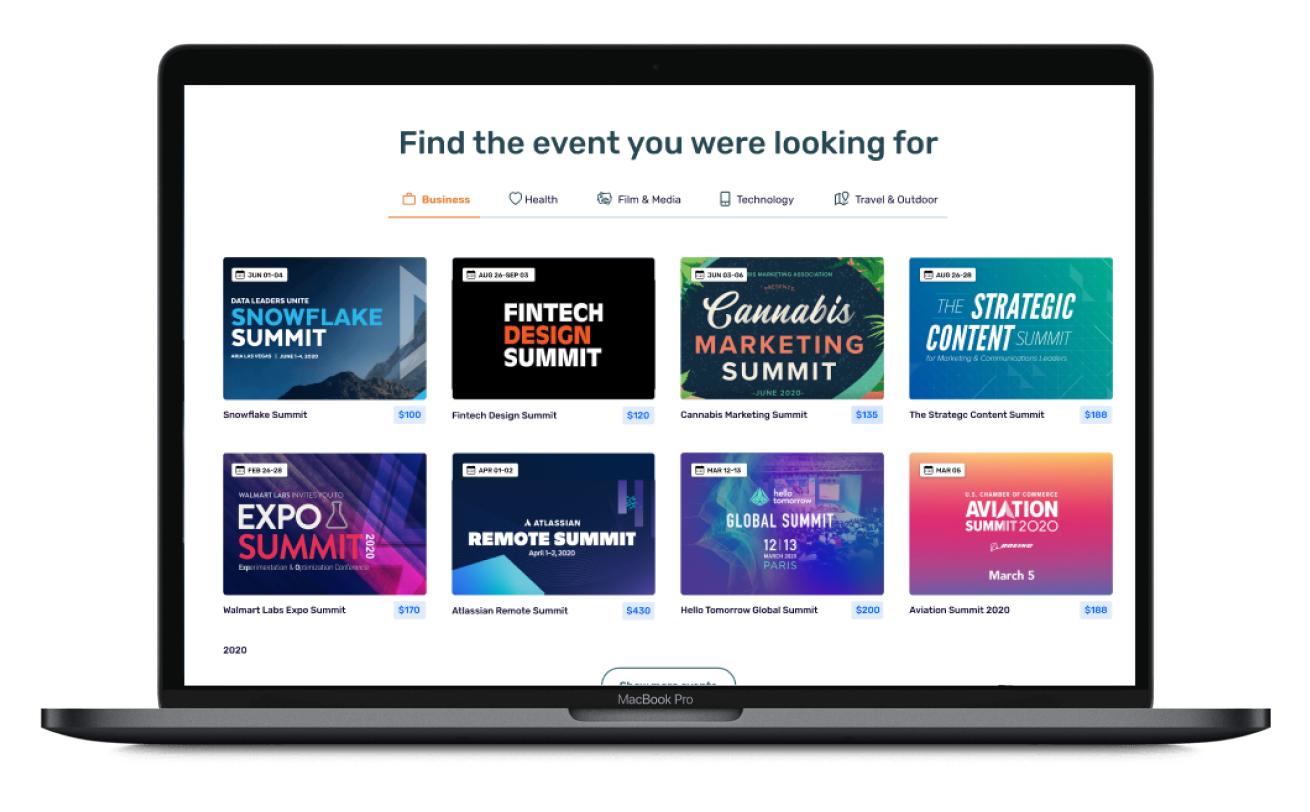 Find the event you were looking for
Business Health Film & Media Technology Travel & Outdoor
JUN 01-04
DATA LEADERS UNITE
SNOWFLAKE
SUMMIT
ARIA LAS VEGAS | JUNE 1-4, 2020
Snowflake Summit $100
AUG 26-SEP 03
FINTECH
DESIGN
SUMMIT
Fintech Design Summit $120
JUN 03-06
MARKETING ASSOCIATION
PRESENTS
Cannabis
MARKETING
SUMMIT
-JUNE 2020-
Cannabis Marketing Summit $135
AUG 26-28
THE STRATEGIC
CONTENT SUMMIT
for Marketing & Communications Leaders
The Strategc Content Summit $188
FEB 26-28
WALMART LABS INVITES YOU TO
EXPO
SUMMIT
2020
Experimentation & Optimization Conference
Walmart Labs Expo Summit $170
APR 01-02
ATLASSIAN
REMOTE SUMMIT
April 1-2, 2020
Atlassian Remote Summit $430
MAR 12-13
hello
tomorrow
GLOBAL SUMMIT
12|13
MARCH 2020
PARIS
Hello Tomorrow Global Summit $200
MAR 05
U.S. CHAMBER OF COMMERCE
AVIATION
SUMMIT2020
BOEING
March 5
Aviation Summit 2020 $188
2020
Show more events
MacBook Pro